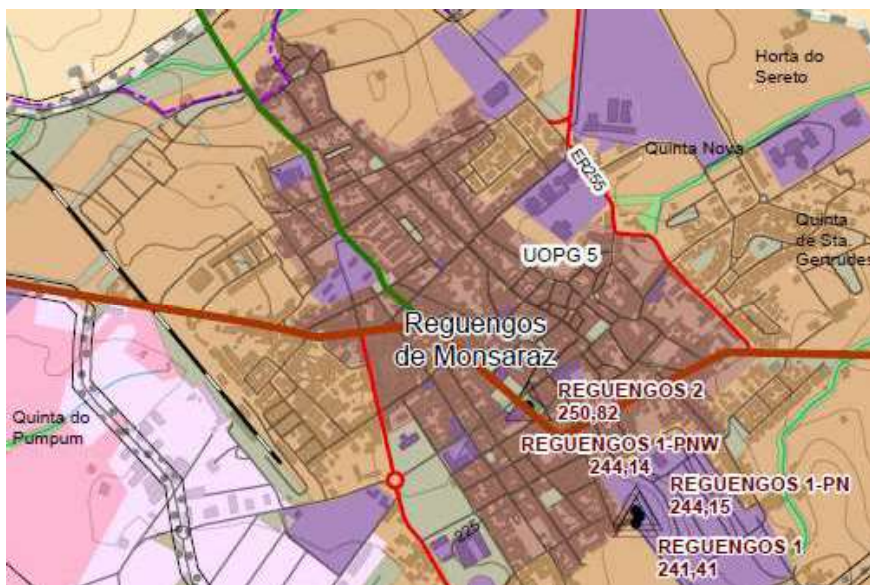 Horta do
Sereto
Quinta Nova
ER255
Quinta
de Sta.
Gertrudes
UOPG 5
Reguengos
de Monsaraz
REGUENGOS 2
250,82
Quinta do
Pumpum
REGUENGOS 1-PNW
244,14
REGUENGOS 1-PN
244,15
225
REGUENGOS 1
241,41